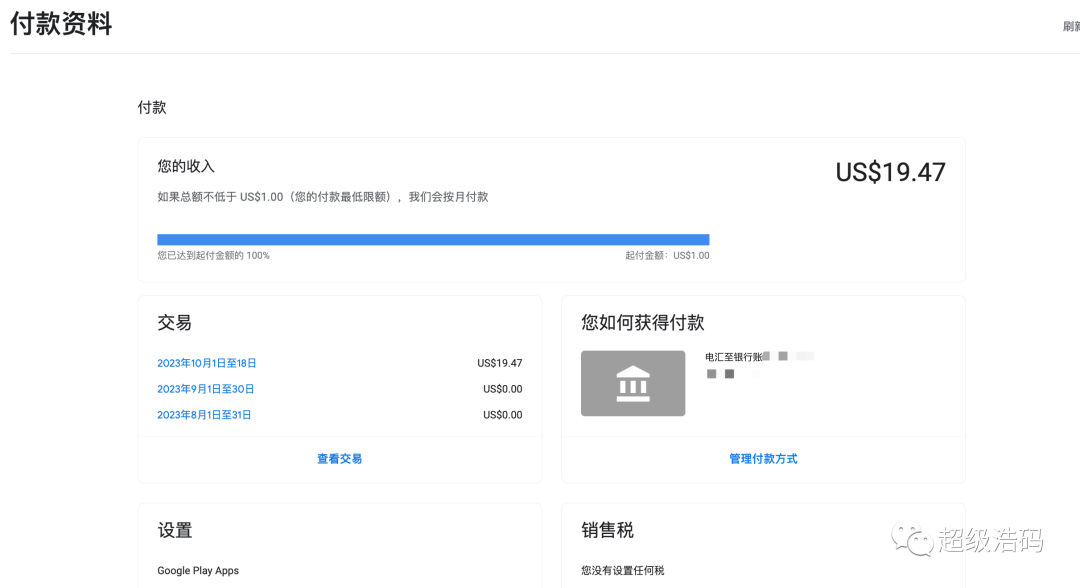 付款资料
刷新
付款
您的收入
US$19.47
如果总额不低于 US$1.00（您的付款最低限额），我们会按月付款
您已达到起付金额的 100%
起付金额：US$1.00
交易
2023年10月1日至18日
US$19.47
2023年9月1日至30日
US$0.00
2023年8月1日至31日
US$0.00
查看交易
您如何获得付款
电汇至银行账
管理付款方式
设置
Google Play Apps
销售税
您没有设置任何税
超级浩码